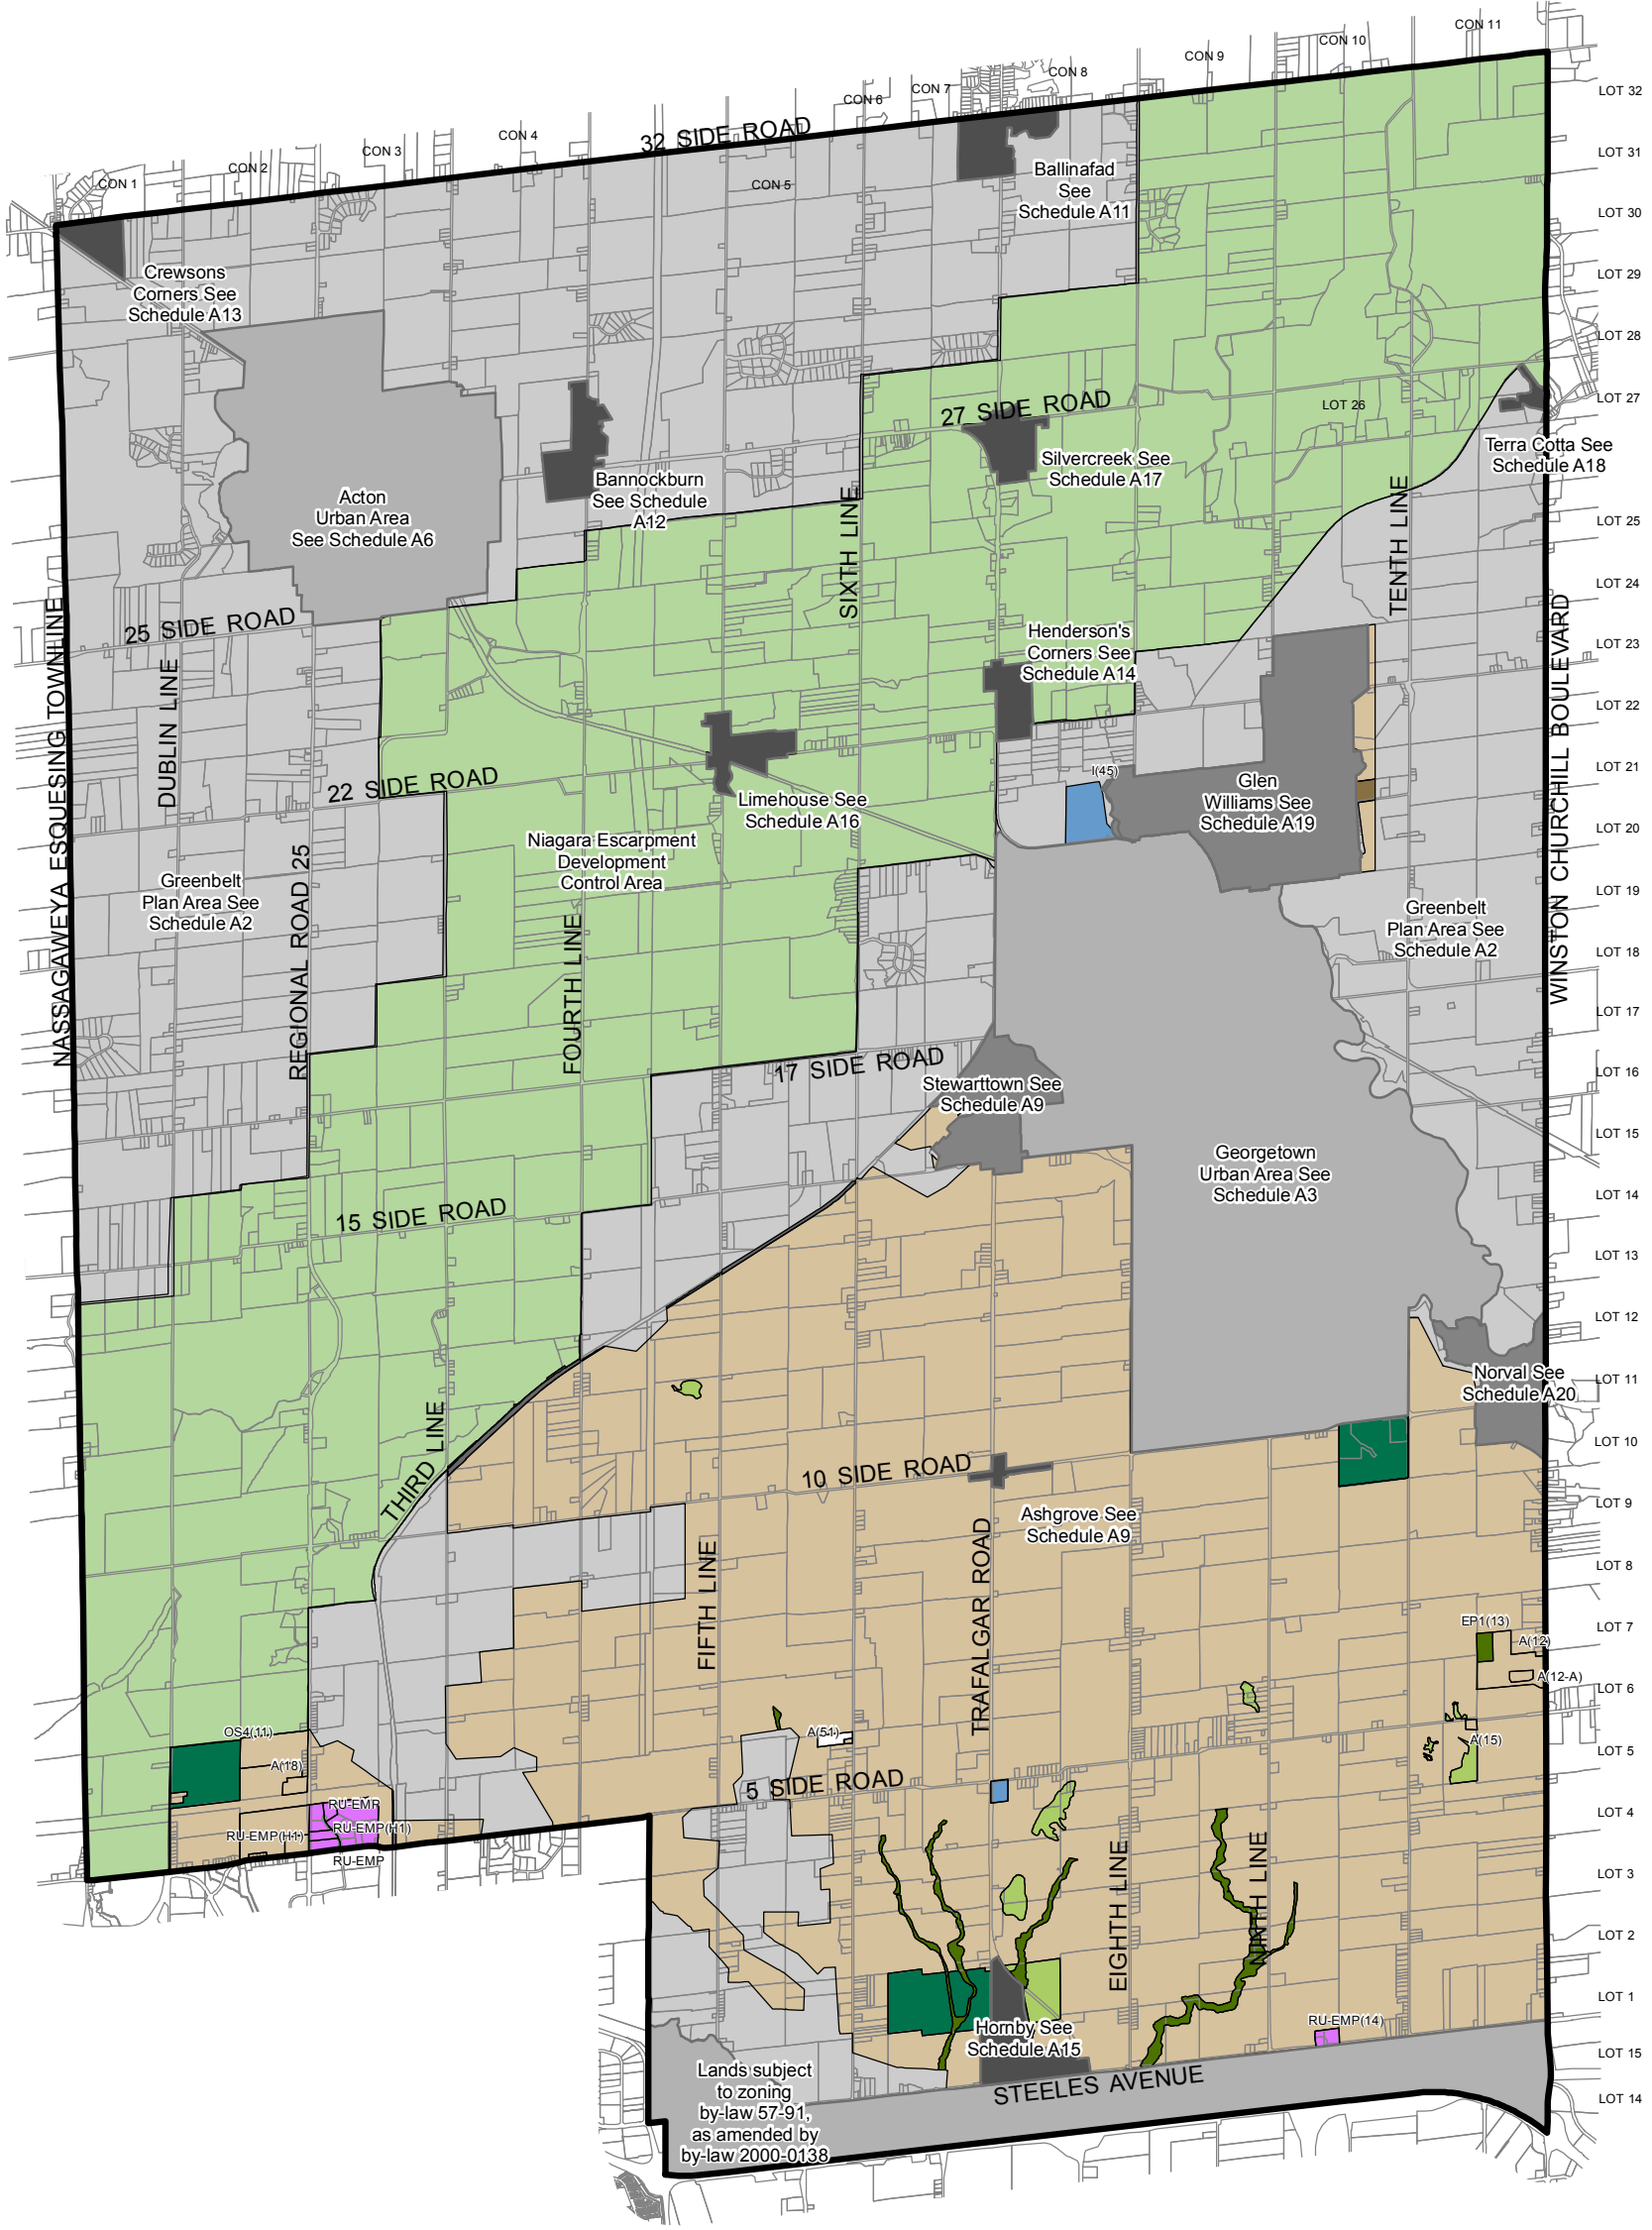 CON 11
CON 10
CON 9
CON 8
CON 7
CON 6
CON 5
CON 4
CON 3
CON 2
CON 1
32 SIDE ROAD
LOT 32
LOT 31
LOT 30
LOT 29
LOT 28
LOT 27
LOT 26
LOT 25
LOT 24
LOT 23
LOT 22
LOT 21
LOT 20
LOT 19
LOT 18
LOT 17
LOT 16
LOT 15
LOT 14
LOT 13
LOT 12
LOT 11
LOT 10
LOT 9
LOT 8
LOT 7
LOT 6
LOT 5
LOT 4
LOT 3
LOT 2
LOT 1
LOT 15
LOT 14
Ballinafad
See
Schedule A11
Crewsons
Corners See
Schedule A13
27 SIDE ROAD
Terra Cotta See
Schedule A18
Silvercreek See
Schedule A17
Bannockburn
See Schedule
A12
Acton
Urban Area
See Schedule A6
SIXTH LINE
TENTH LINE
NASSAGAWEYA ESQUESING TOWNLINE
WINSTON CHURCHILL BOULEVARD
25 SIDE ROAD
DUBLIN LINE
Henderson's
Corners See
Schedule A14
22 SIDE ROAD
I(45)
Glen
Williams See
Schedule A19
Limehouse See
Schedule A16
Niagara Escarpment
Development
Control Area
Greenbelt
Plan Area See
Schedule A2
REGIONAL ROAD 25
FOURTH LINE
Greenbelt
Plan Area See
Schedule A2
17 SIDE ROAD
Stewarttown See
Schedule A9
Georgetown
Urban Area See
Schedule A3
15 SIDE ROAD
Norval See
Schedule A20
THIRD LINE
10 SIDE ROAD
Ashgrove See
Schedule A9
FIFTH LINE
TRAFALGAR ROAD
EP1(13)
A(12)
A(12-A)
OS4(11)
A(51)
A(15)
A(18)
5 SIDE ROAD
RU-EMP
RU-EMP(H1)
RU-EMP(H1)
RU-EMP
EIGHTH LINE
NINTH LINE
RU-EMP(14)
Hornby See
Schedule A15
Lands subject
to zoning
by-law 57-91,
as amended by
by-law 2000-0138
STEELES AVENUE